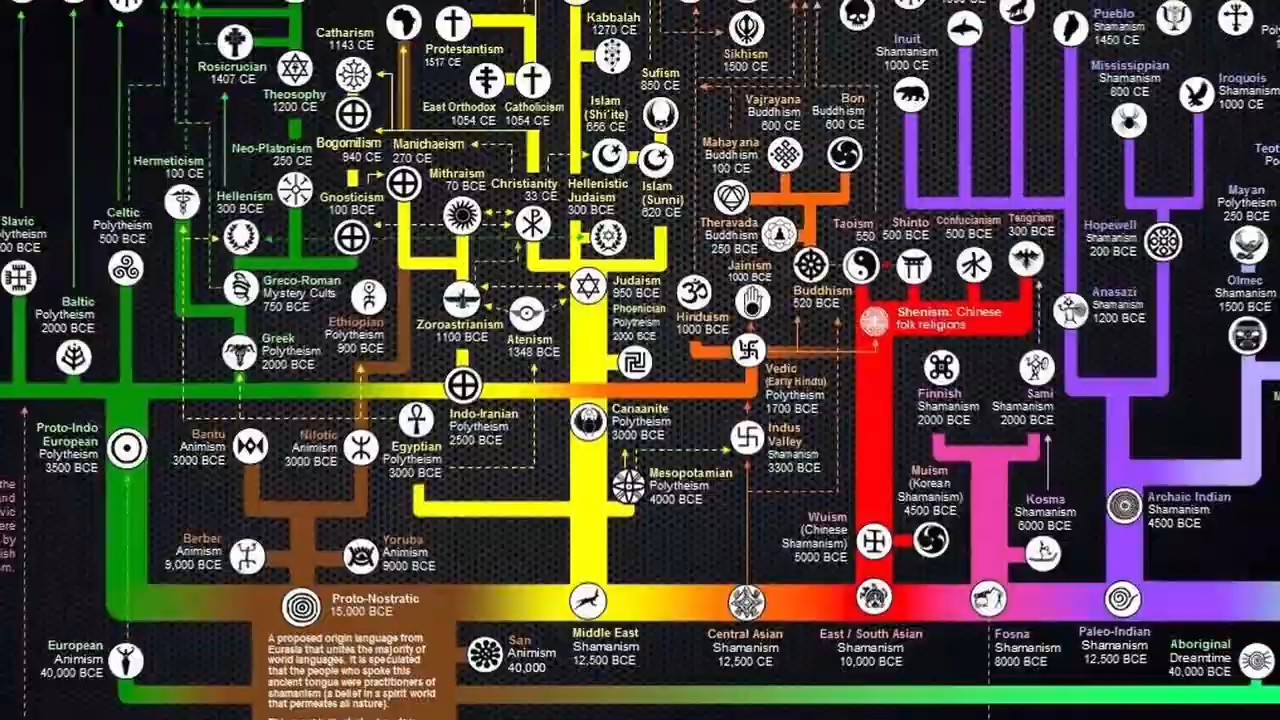 Catharism
1143 CE
Rosicrucian
1407 CE
Theosophy
1200 CE
Protestantism
1517 CE
East Orthodox
1054 CE
Catholicism
1054 CE
Kabbalah
1270 CE
Sufism
850 CE
Islam
(Shi'ite)
656 CE
Sikhism
1500 CE
Vajrayana
Buddhism
600 CE
Bon
Buddhism
600 CE
Inuit
Shamanism
1000 CE
Pueblo
Shamanism
1450 CE
Mississippian
Shamanism
800 CE
Iroquois
Shamanism
1000 CE
Hermeticism
100 CE
Neo-Platonism
250 CE
Bogomilism
940 CE
Manichaeism
270 CE
Mithraism
70 BCE
Christianity
33 CE
Hellenistic
Judaism
300 BCE
Islam
(Sunni)
620 CE
Mahayana
Buddhism
100 CE
Hellenism
300 BCE
Gnosticism
100 BCE
Theravada
Buddhism
250 BCE
Taoism
550
Shinto
500 BCE
Confucianism
500 BCE
Tengrism
300 BCE
Hopewell
Shamanism
200 BCE
Mayan
Polytheism
250 BCE
Slavic
Celtic
Polytheism
500 BCE
Greco-Roman
Mystery Cults
750 BCE
Judaism
950 BCE
Phoenician
Polytheism
2000 BCE
Jainism
1000 BCE
Buddhism
520 BCE
Hinduism
1000 BCE
Shenism: Chinese
folk religions
Anasazi
Shamanism
1200 BCE
Olmec
Shamanism
1500 BCE
Baltic
Polytheism
2000 BCE
Ethiopian
Polytheism
900 BCE
Greek
Polytheism
2000 BCE
Zoroastrianism
1100 BCE
Atenism
1348 BCE
Vedic
(Early Hindu)
Polytheism
1700 BCE
Finnish
Shamanism
2000 BCE
Sami
Shamanism
2000 BCE
Proto-Indo
European
Polytheism
3500 BCE
Bantu
Animism
3000 BCE
Nilotic
Animism
3000 BCE
Egyptian
Polytheism
3000 BCE
Indo-Iranian
Polytheism
2500 BCE
Canaanite
Polytheism
3000 BCE
Indus
Valley
Shamanism
3300 BCE
Mesopotamian
Polytheism
4000 BCE
Muism
(Korean
Shamanism)
4500 BCE
Kosma
Shamanism
6000 BCE
Archaic Indian
Shamanism
4500 BCE
Wuism
(Chinese
Shamanism)
5000 BCE
Berber
Animism
9,000 BCE
Yoruba
Animism
9000 BCE
Proto-Nostratic
15,000 BCE
A proposed origin language from
Eurasia that unites the majority of
world languages. It is speculated
that the people who spoke this
ancient tongue were practitioners of
shamanism (a belief in a spirit world
that permeates all nature).
European
Animism
40,000 BCE
San
Animism
40,000
Middle East
Shamanism
12,500 BCE
Central Asian
Shamanism
12,500 CE
East / South Asian
Shamanism
10,000 BCE
Fosna
Shamanism
8000 BCE
Paleo-Indian
Shamanism
12,500 BCE
Aboriginal
Dreamtime
40,000 BCE